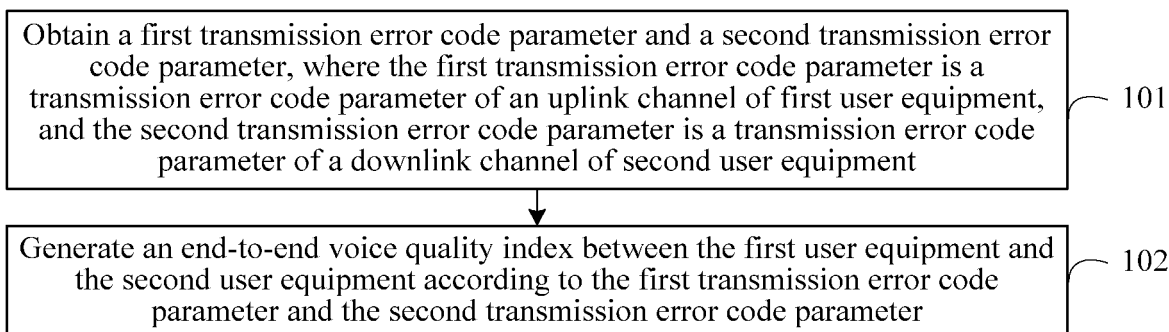 Obtain a first transmission error code parameter and a second transmission error
code parameter, where the first transmission error code parameter is a
transmission error code parameter of an uplink channel of first user equipment,
and the second transmission error code parameter is a transmission error code
parameter of a downlink channel of second user equipment
101
Generate an end-to-end voice quality index between the first user equipment and
the second user equipment according to the first transmission error code
parameter and the second transmission error code parameter
102